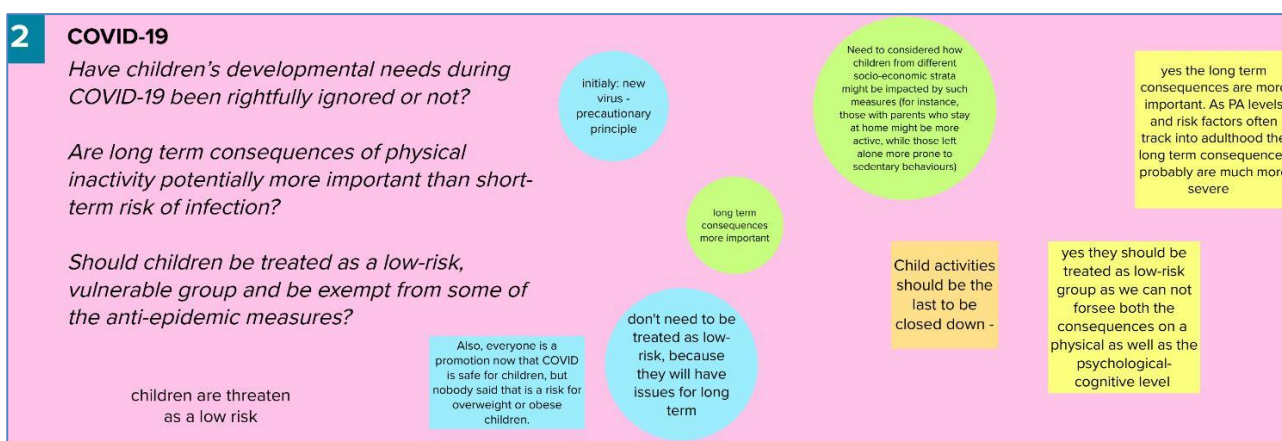 2
COVID-19
Have children's developmental needs during
COVID-19 been rightfully ignored or not?
Are long term consequences of physical
inactivity potentially more important than short-
term risk of infection?
Should children be treated as a low-risk,
vulnerable group and be exempt from some of
the anti-epidemic measures?
children are threaten
as a low risk
initialy: new
virus -
precautionary
principle
Need to considered how
children from different
socio-economic strata
might be impacted by such
measures (for instance,
those with parents who stay
at home might be more
active, while those left
alone more prone to
sedentary behaviours)
yes the long term
consequences are more
important. As PA levels
and risk factors often
track into adulthood the
long term consequence
probably are much more
severe
long term
consequences
more important
Child activities
should be the
last to be
closed down -
yes they should be
treated as low-risk
group as we can not
forsee both the
consequences on a
physical as well as the
psychological-
cognitive level
Also, everyone is a
promotion now that COVID
is safe for children, but
nobody said that is a risk for
overweight or obese
children.
don't need to be
treated as low-
risk, because
they will have
issues for long
term